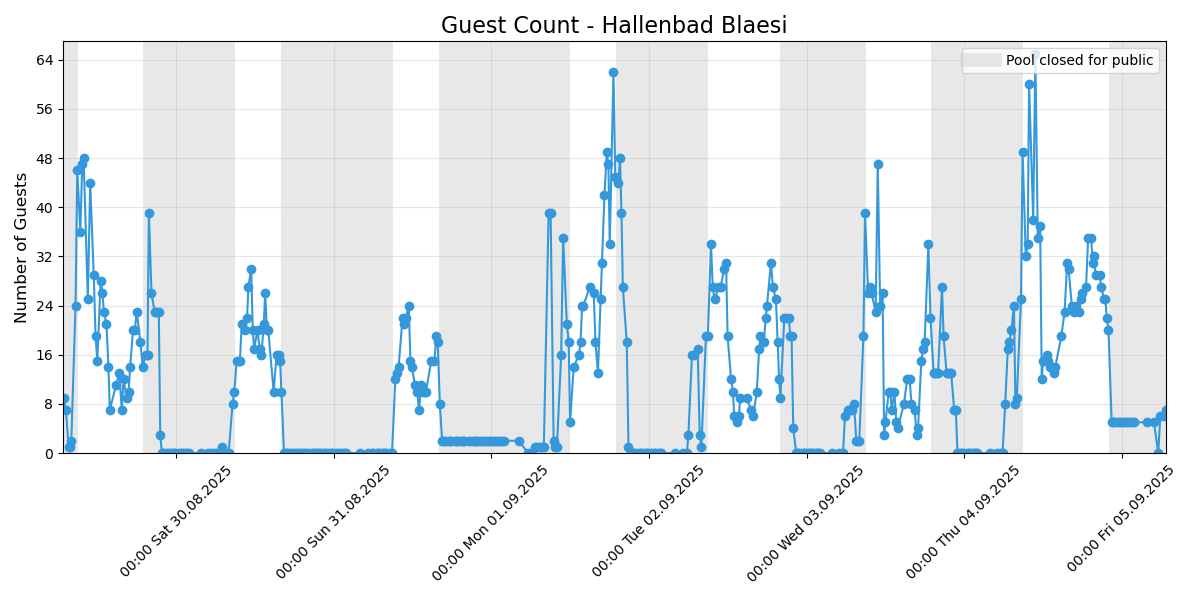 Guest Count - Hallenbad Blaesi
Pool closed for public
Number of Guests
64
56
48
40
32
24
16
8
0
00:00 Sat 30.08.2025
00:00 Sun 31.08.2025
00:00 Mon 01.09.2025
00:00 Tue 02.09.2025
00:00 Wed 03.09.2025
00:00 Thu 04.09.2025
00:00 Fri 05.09.2025